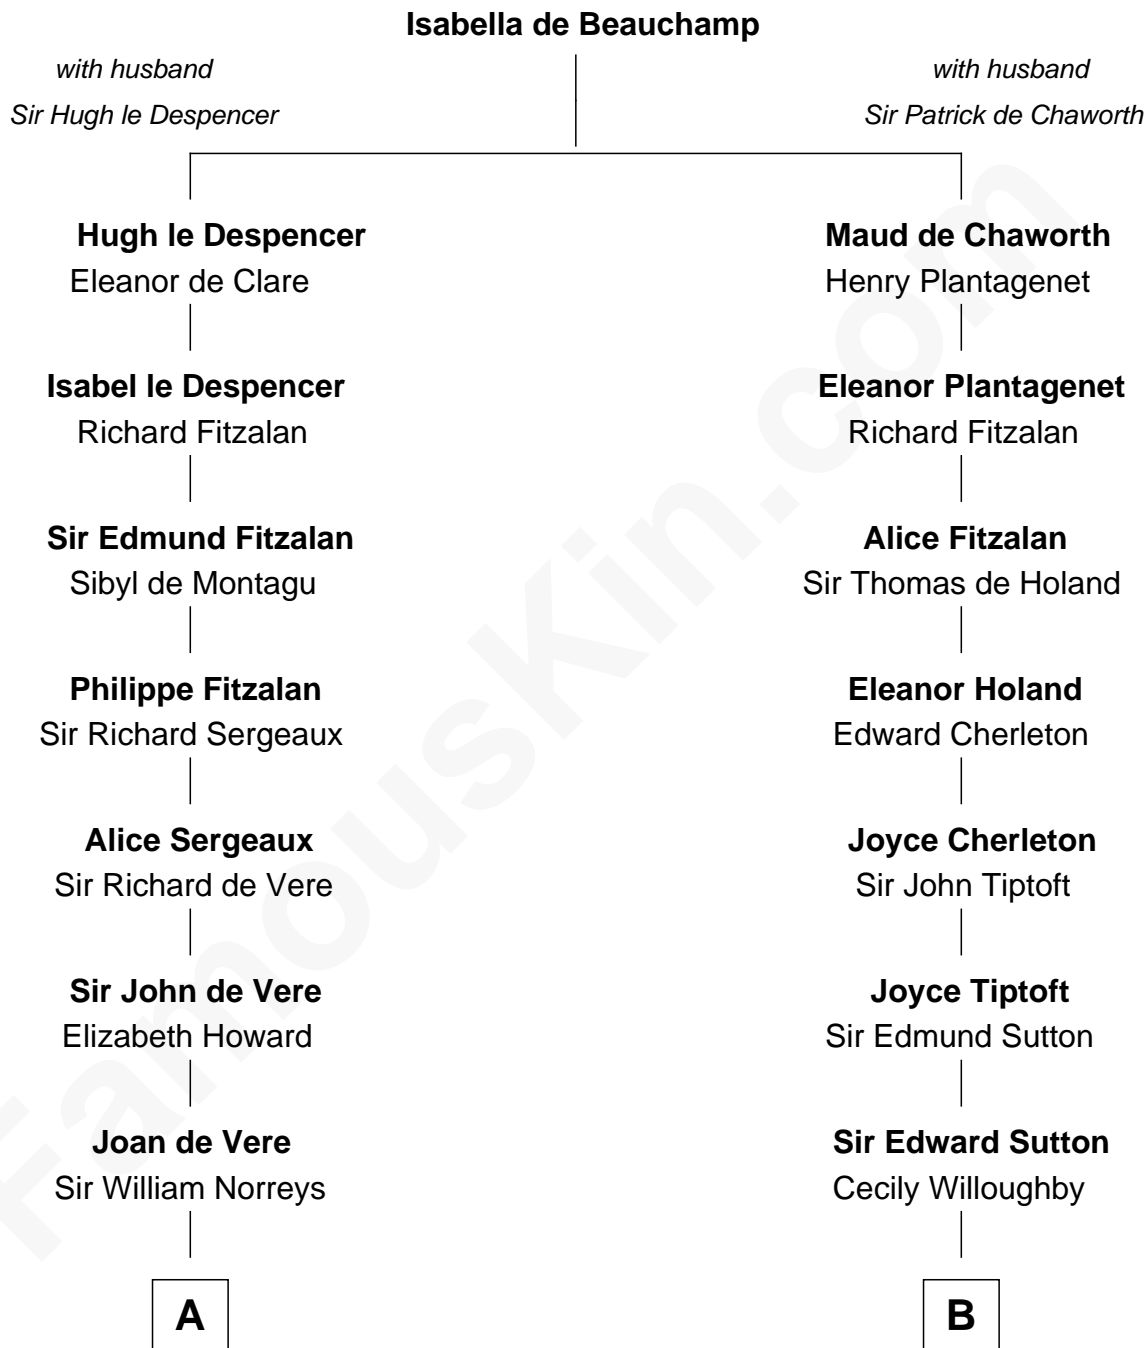 Isabella de Beauchamp
with husband
Sir Hugh le Despencer
with husband
Sir Patrick de Chaworth
Hugh le Despencer
Eleanor de Clare
Maud de Chaworth
Henry Plantagenet
Isabel le Despencer
Richard Fitzalan
Eleanor Plantagenet
Richard Fitzalan
Sir Edmund Fitzalan
Sibyl de Montagu
Alice Fitzalan
Sir Thomas de Holand
Philippe Fitzalan
Sir Richard Sergeaux
Eleanor Holand
Edward Cherleton
Alice Sergeaux
Sir Richard de Vere
Joyce Cherleton
Sir John Tiptoft
Sir John de Vere
Elizabeth Howard
Joyce Tiptoft
Sir Edmund Sutton
Joan de Vere
Sir William Norreys
Sir Edward Sutton
Cecily Willoughby
A
B
FamousKin.com